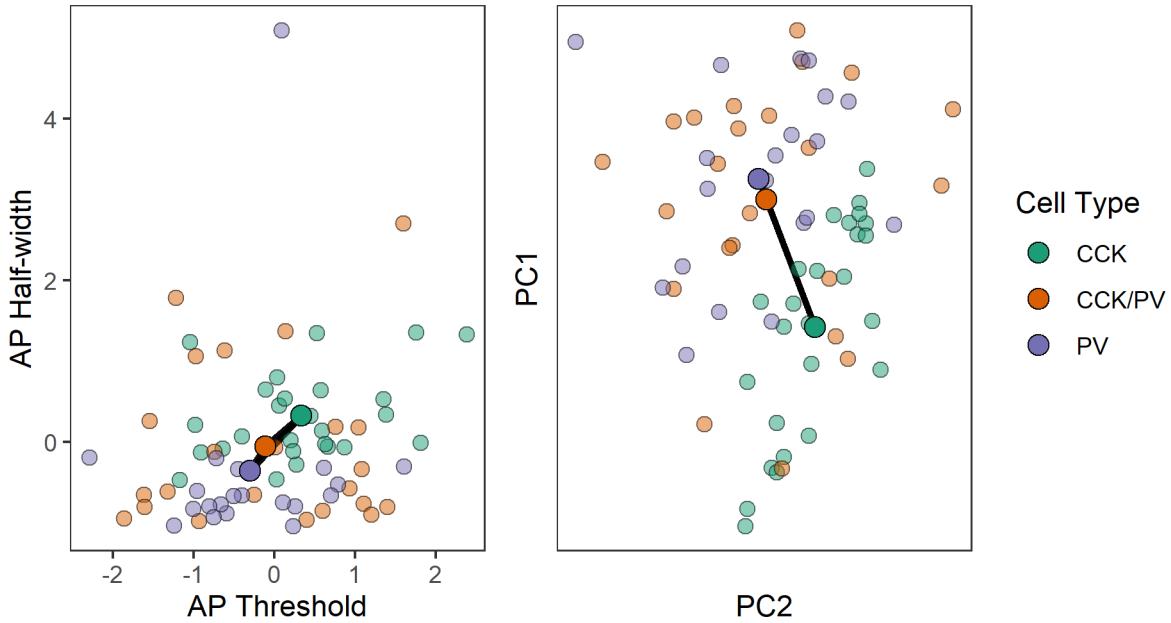 4
2
0
AP Half-width
-2 -1 0 1 2
AP Threshold
PC1
PC2
Cell Type
CCK
CCK/PV
PV